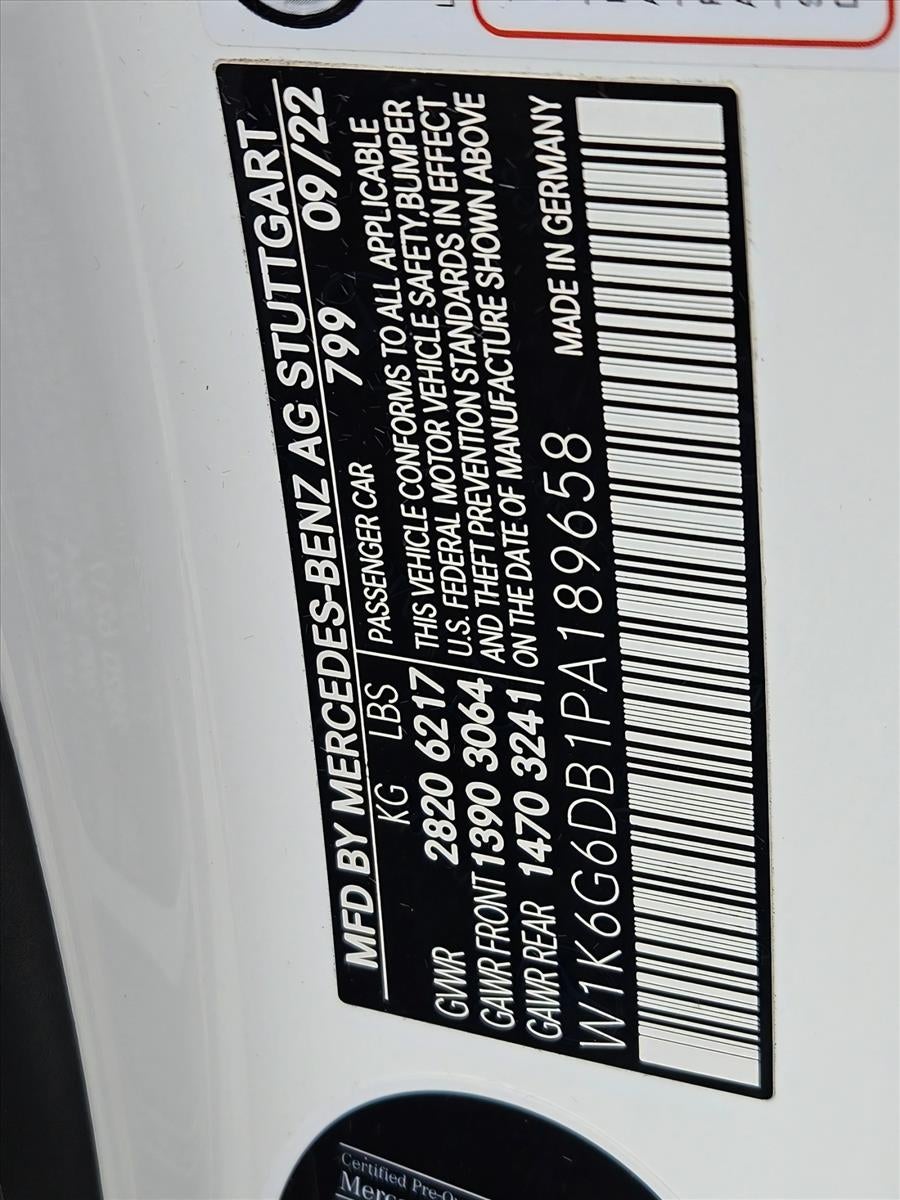 MFD BY MERCEDES-BENZ AG STUTTGART
799 09/22
KG LBS PASSENGER CAR
GVWR 2820 6217
GAWR FRONT 1390 3064
GAWR REAR 1470 3241
THIS VEHICLE CONFORMS TO ALL APPLICABLE
U.S. FEDERAL MOTOR VEHICLE SAFETY,BUMPER
AND THEFT PREVENTION STANDARDS IN EFFECT
ON THE DATE OF MANUFACTURE SHOWN ABOVE
W1K6G6DB1PA189658 MADE IN GERMANY
Certified